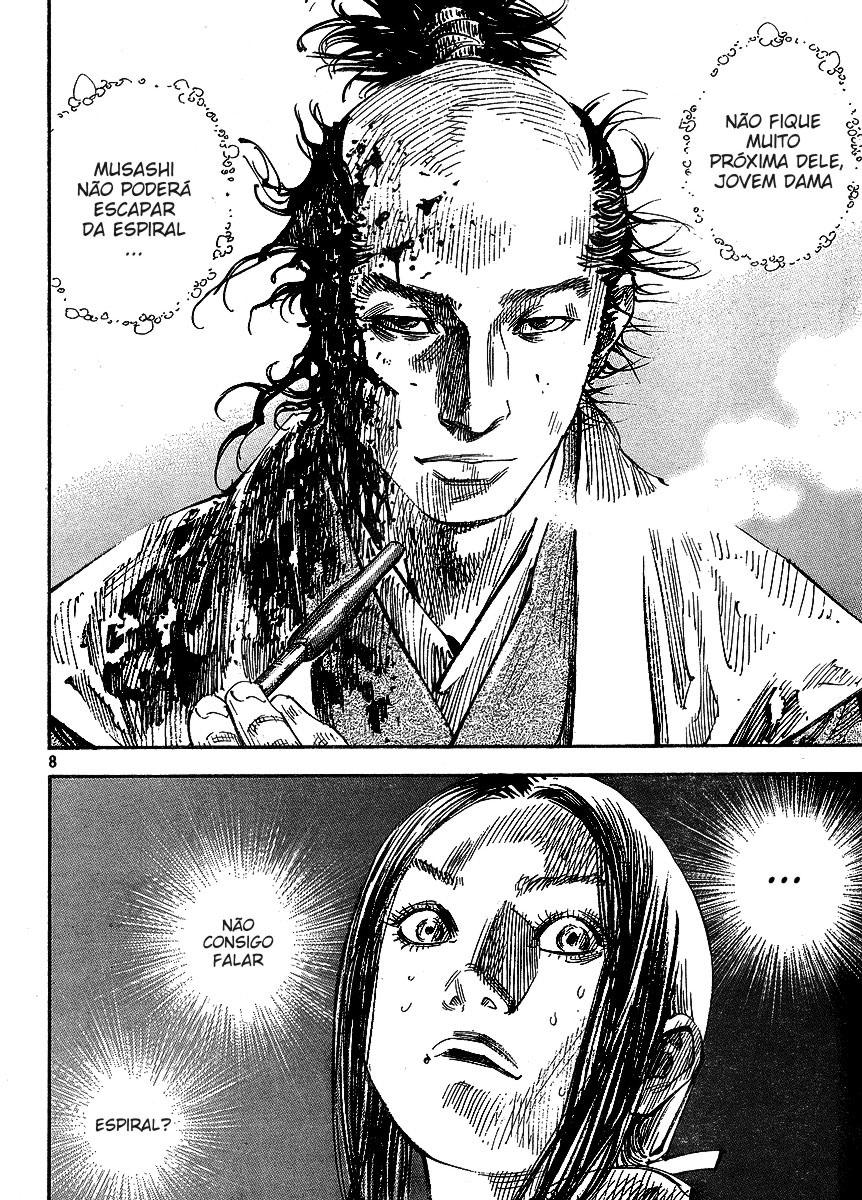 NÃO FIQUE
MUITO
PRÓXIMA DELE,
JOVEM DAMA
MUSASHI
NÃO PODERÁ
ESCAPAR
DA ESPIRAL
...
8
...
NÃO
CONSIGO
FALAR
ESPIRAL?